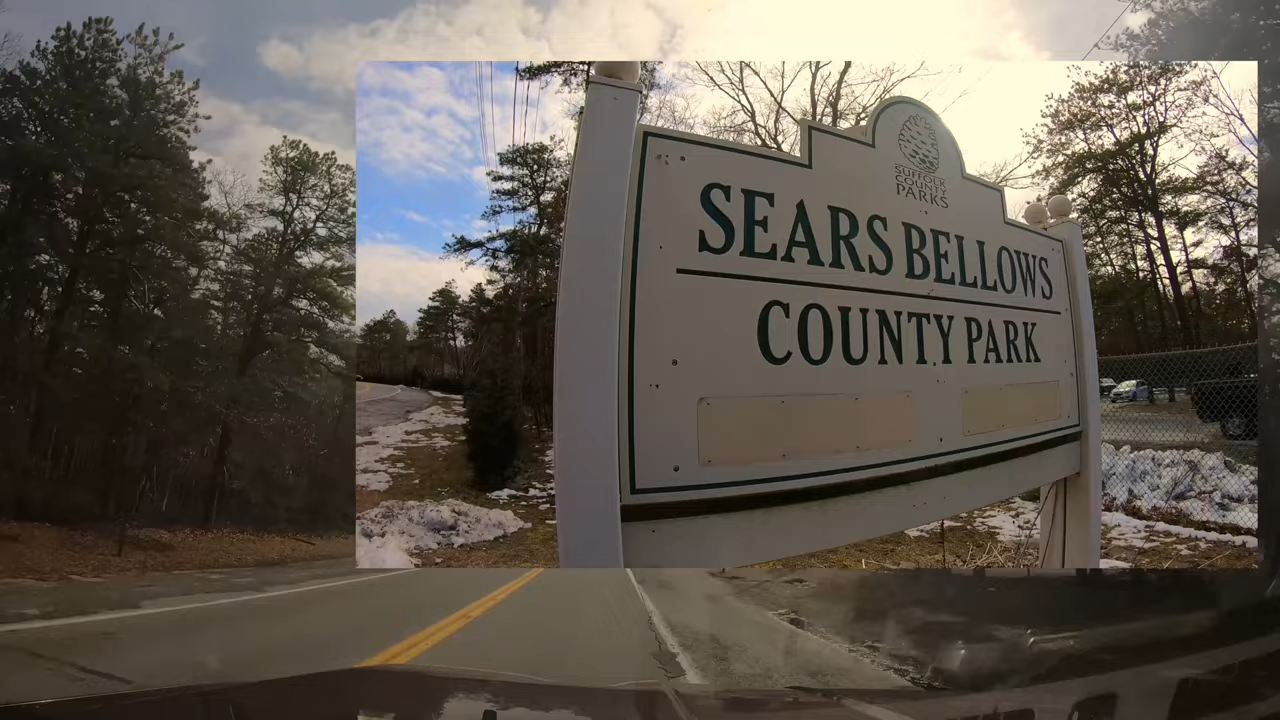 SUFFOLK
COUNTY
PARKS
SEARS BELLOWS
COUNTY PARK